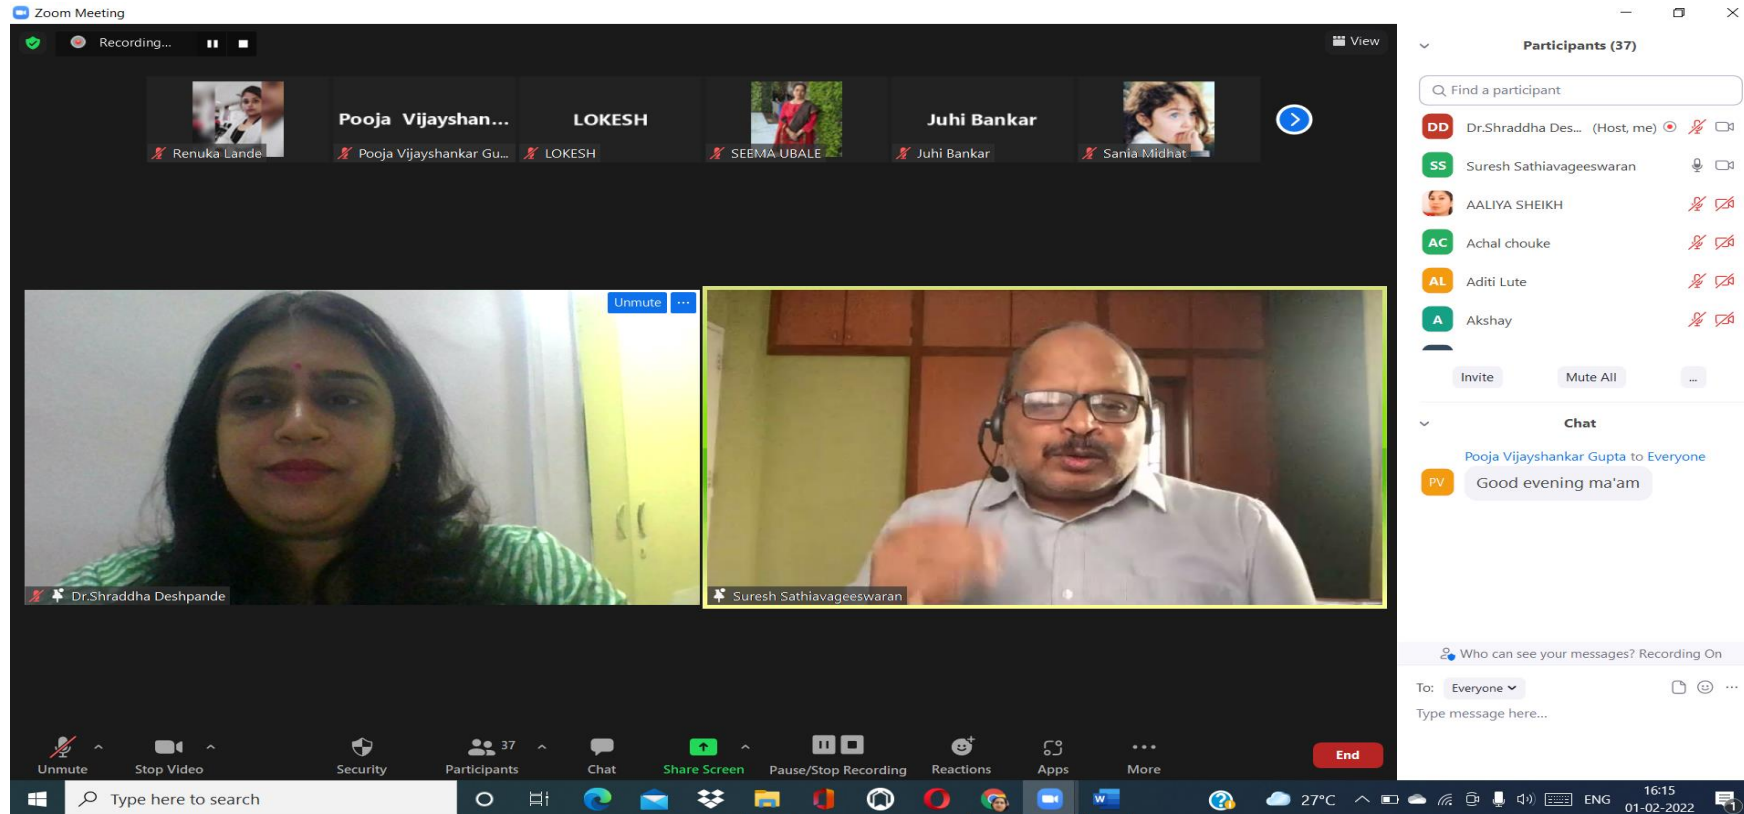 Zoom Meeting
Recording...
View
Pooja Vijayshan...
LOKESH
Juhi Bankar
Renuka Lande
Pooja Vijayshankar Gu...
LOKESH
SEEMA UBALE
Juhi Bankar
Sania Midhat
Unmute ...
Dr.Shraddha Deshpande
Suresh Sathiavageeswaran
Participants (37)
Find a participant
DD Dr.Shraddha Des... (Host, me)
SS Suresh Sathiavageeswaran
AALIYA SHEIKH
AC Achal chouke
AL Aditi Lute
A Akshay
Invite Mute All ...
Chat
Pooja Vijayshankar Gupta to Everyone
PV Good evening ma'am
Who can see your messages? Recording On
To: Everyone
Type message here...
37
Unmute Stop Video Security Participants Chat Share Screen Pause/Stop Recording Reactions Apps More
End
Type here to search
27°C
ENG
16:15
01-02-2022
1